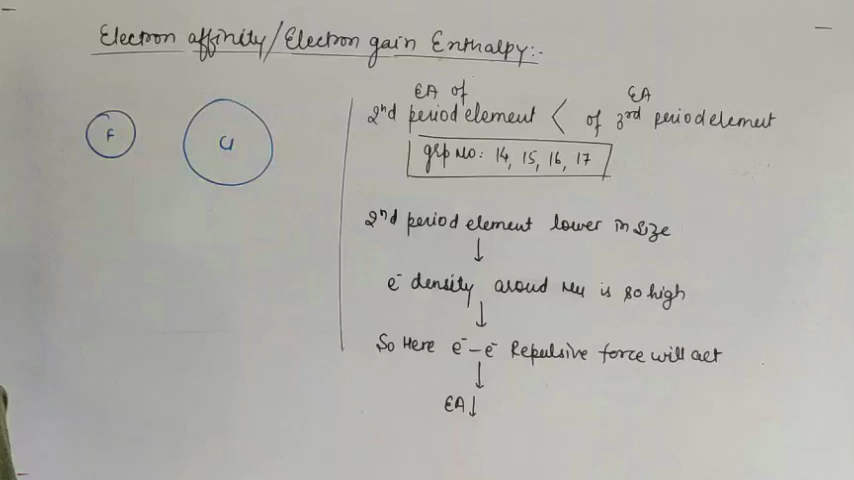 Electron affinity/Electron gain Enthalpy:-
F
Cl
EA of
EA
2nd period element < of 3rd period element
grp no: 14, 15, 16, 17
2nd period element lower in size
↓
e⁻ density around nu is so high
↓
So Here e⁻-e⁻ Repulsive force will act
↓
EA↓